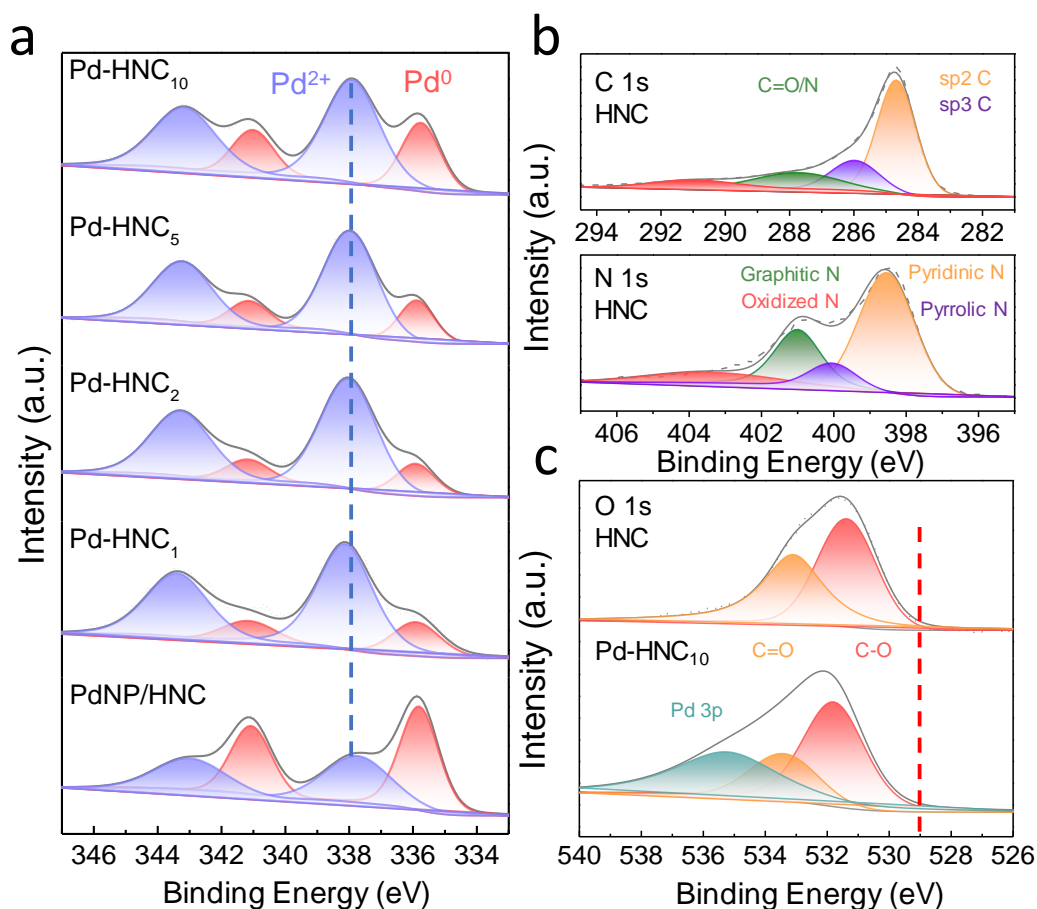 a
Pd-HNC₁₀
Pd²⁺
Pd⁰
Pd-HNC₅
Pd-HNC₂
Pd-HNC₁
PdNP/HNC
Intensity (a.u.)
346 344 342 340 338 336 334
Binding Energy (eV)
b
C 1s
HNC
C=O/N
sp2 C
sp3 C
294 292 290 288 286 284 282
N 1s
HNC
Graphitic N
Oxidized N
Pyridinic N
Pyrrolic N
Intensity (a.u.)
406 404 402 400 398 396
Binding Energy (eV)
c
O 1s
HNC
Pd-HNC₁₀
C=O
C-O
Pd 3p
Intensity (a.u.)
540 538 536 534 532 530 528 526
Binding Energy (eV)